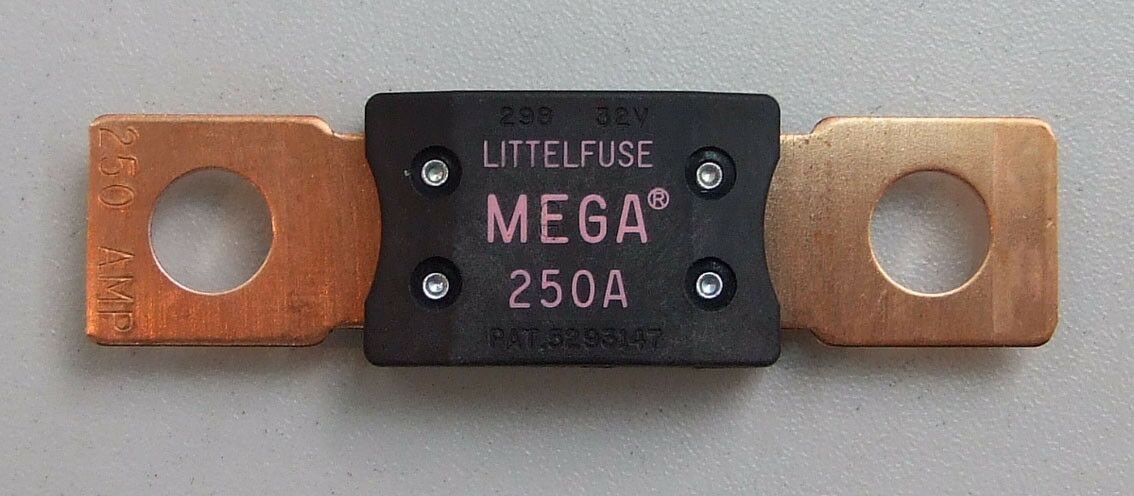 250 AMP
298 32V
LITTELFUSE
MEGA®
250A
PAT.5293147